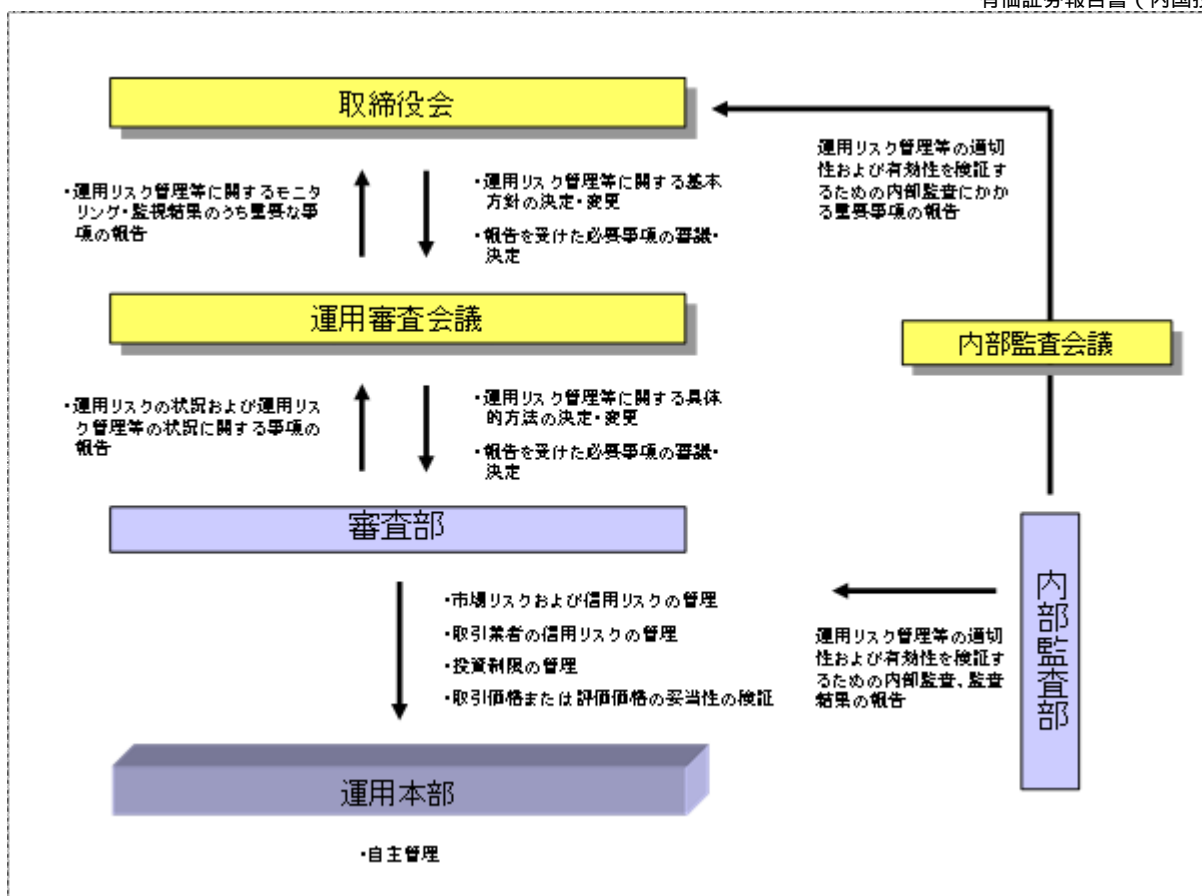 有価証券報告書(内国投
取締役会
・運用リスク管理等に関するモニ
タリング・監視結果のうち重要な事
項の報告
・運用リスク管理等に関する基本
方針の決定・変更
・報告を受けた必要事項の審議・
決定
運用リスク管理等の適切
性および有効性を検証す
るための内部監査にかか
る重要事項の報告
運用審査会議
内部監査会議
・運用リスクの状況および運用リス
ク管理等の状況に関する事項の
報告
・運用リスク管理等に関する具体
的方法の決定・変更
・報告を受けた必要事項の審議・
決定
審査部
・市場リスクおよび信用リスクの管理
・取引業者の信用リスクの管理
・投資制限の管理
・取引価格または評価価格の妥当性の検証
運用リスク管理等の適切
性および有効性を検証す
るための内部監査、監査
結果の報告
内部監査部
運用本部
・自主管理